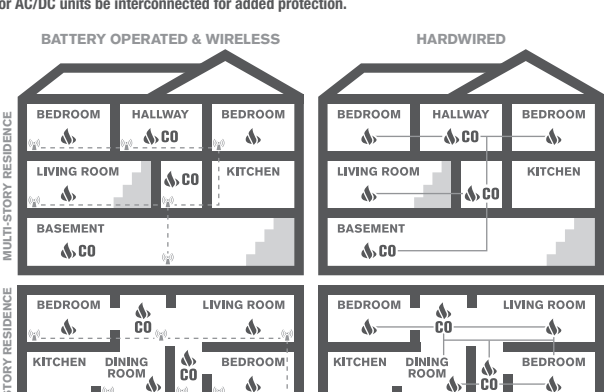 or AC/DC units be interconnected for added protection.
BATTERY OPERATED & WIRELESS
HARDWIRED
MULTI-STORY RESIDENCE
BEDROOM HALLWAY BEDROOM
CO
LIVING ROOM CO KITCHEN
BASEMENT
CO
BEDROOM HALLWAY BEDROOM
CO
LIVING ROOM CO KITCHEN
BASEMENT
CO
STORY RESIDENCE
BEDROOM LIVING ROOM
CO
KITCHEN DINING ROOM CO BEDROOM
BEDROOM LIVING ROOM
CO
KITCHEN DINING ROOM CO BEDROOM